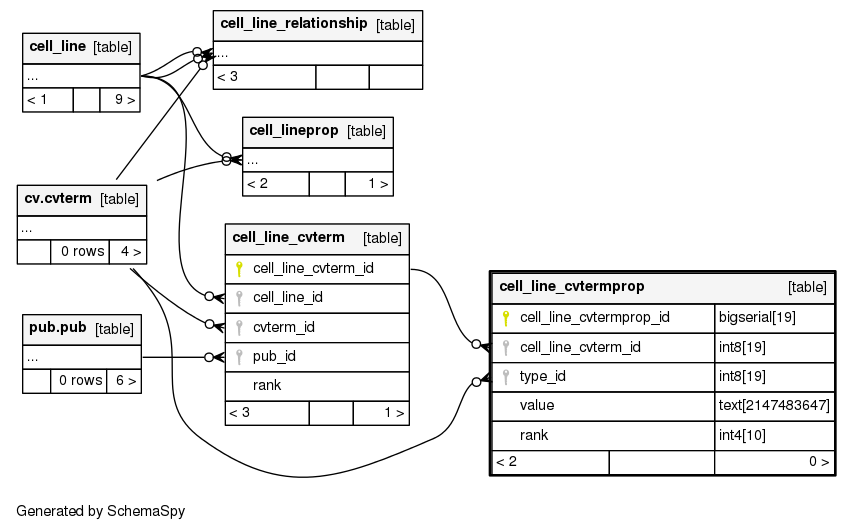 cell_line [table]
...
< 1 9 >
cell_line_relationship [table]
...
< 3
cell_lineprop [table]
...
< 2 1 >
cv.cvterm [table]
...
0 rows 4 >
cell_line_cvterm [table]
cell_line_cvterm_id
cell_line_id
cvterm_id
pub_id
rank
< 3 1 >
pub.pub [table]
...
0 rows 6 >
cell_line_cvtermprop [table]
cell_line_cvtermprop_id bigserial[19]
cell_line_cvterm_id int8[19]
type_id int8[19]
value text[2147483647]
rank int4[10]
< 2 0 >
Generated by SchemaSpy